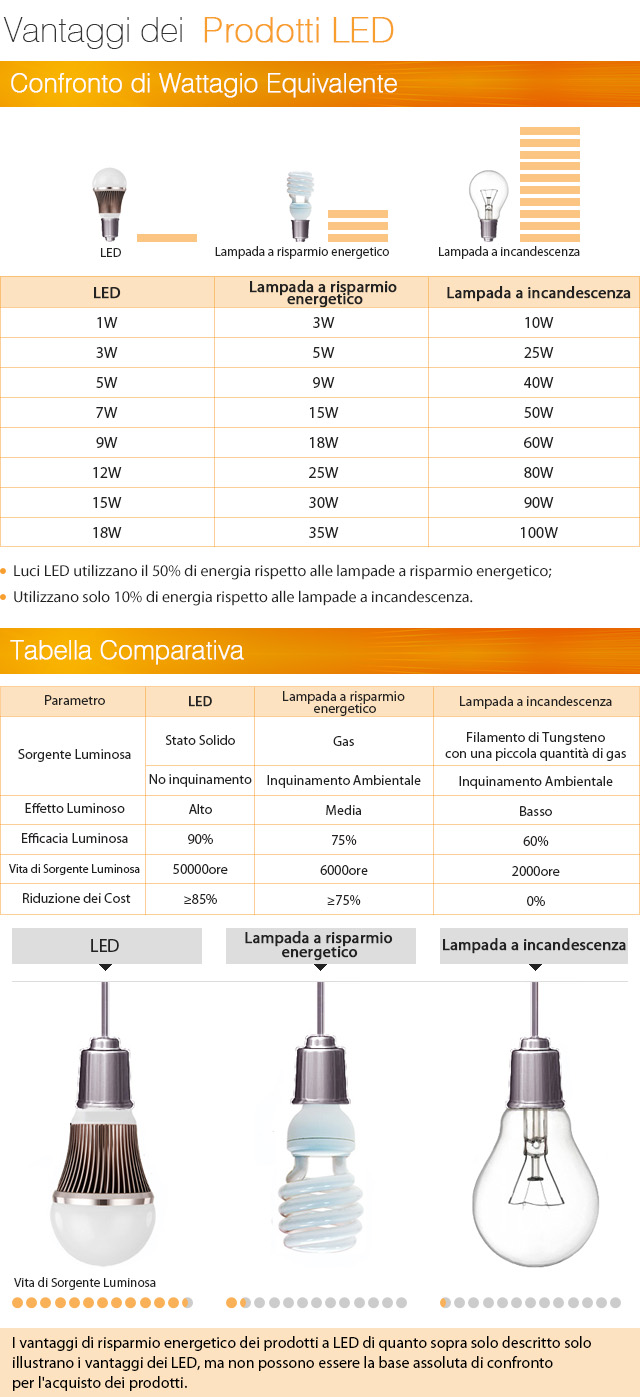 Vantaggi dei Prodotti LED
Confronto di Wattagio Equivalente
LED
Lampada a risparmio energetico
Lampada a incandescenza
LED
Lampada a risparmio
energetico
Lampada a incandescenza
1W 3W 10W
3W 5W 25W
5W 9W 40W
7W 15W 50W
9W 18W 60W
12W 25W 80W
15W 30W 90W
18W 35W 100W
Luci LED utilizzano il 50% di energia rispetto alle lampade a risparmio energetico;
Utilizzano solo 10% di energia rispetto alle lampade a incandescenza.
Tabella Comparativa
Parametro
LED
Lampada a risparmio
energetico
Lampada a incandescenza
Sorgente Luminosa
Stato Solido
Gas
Filamento di Tungsteno
con una piccola quantità di gas
No inquinamento
Inquinamento Ambientale
Inquinamento Ambientale
Effetto Luminoso Alto Media Basso
Efficacia Luminosa 90% 75% 60%
Vita di Sorgente Luminosa 50000ore 6000ore 2000ore
Riduzione dei Cost ≥85% ≥75% 0%
LED
Lampada a risparmio
energetico
Lampada a incandescenza
Vita di Sorgente Luminosa
I vantaggi di risparmio energetico dei prodotti a LED di quanto sopra solo descritto solo
illustrano i vantaggi dei LED, ma non possono essere la base assoluta di confronto
per l'acquisto dei prodotti.